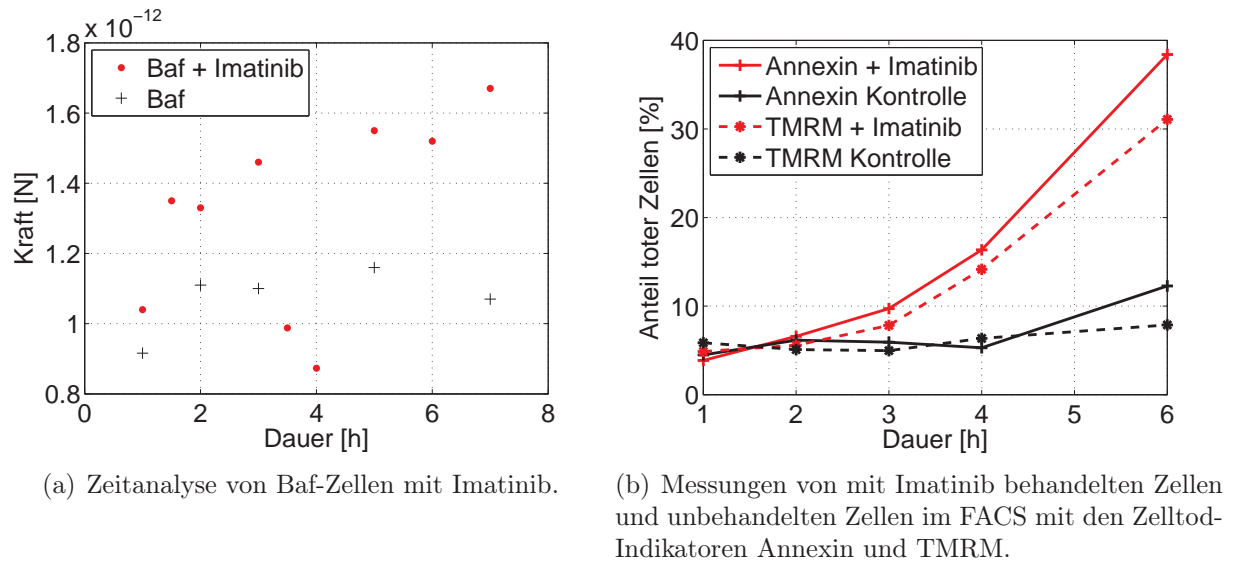 x 10^-12
1.8
1.6
1.4
1.2
1
0.8
Kraft [N]
Baf + Imatinib
Baf
0 2 4 6 8
Dauer [h]
(a) Zeitanalyse von Baf-Zellen mit Imatinib.
40
30
20
10
0
Anteil toter Zellen [%]
Annexin + Imatinib
Annexin Kontrolle
TMRM + Imatinib
TMRM Kontrolle
1 2 3 4 5 6
Dauer [h]
(b) Messungen von mit Imatinib behandelten Zellen
und unbehandelten Zellen im FACS mit den Zelltod-
Indikatoren Annexin und TMRM.